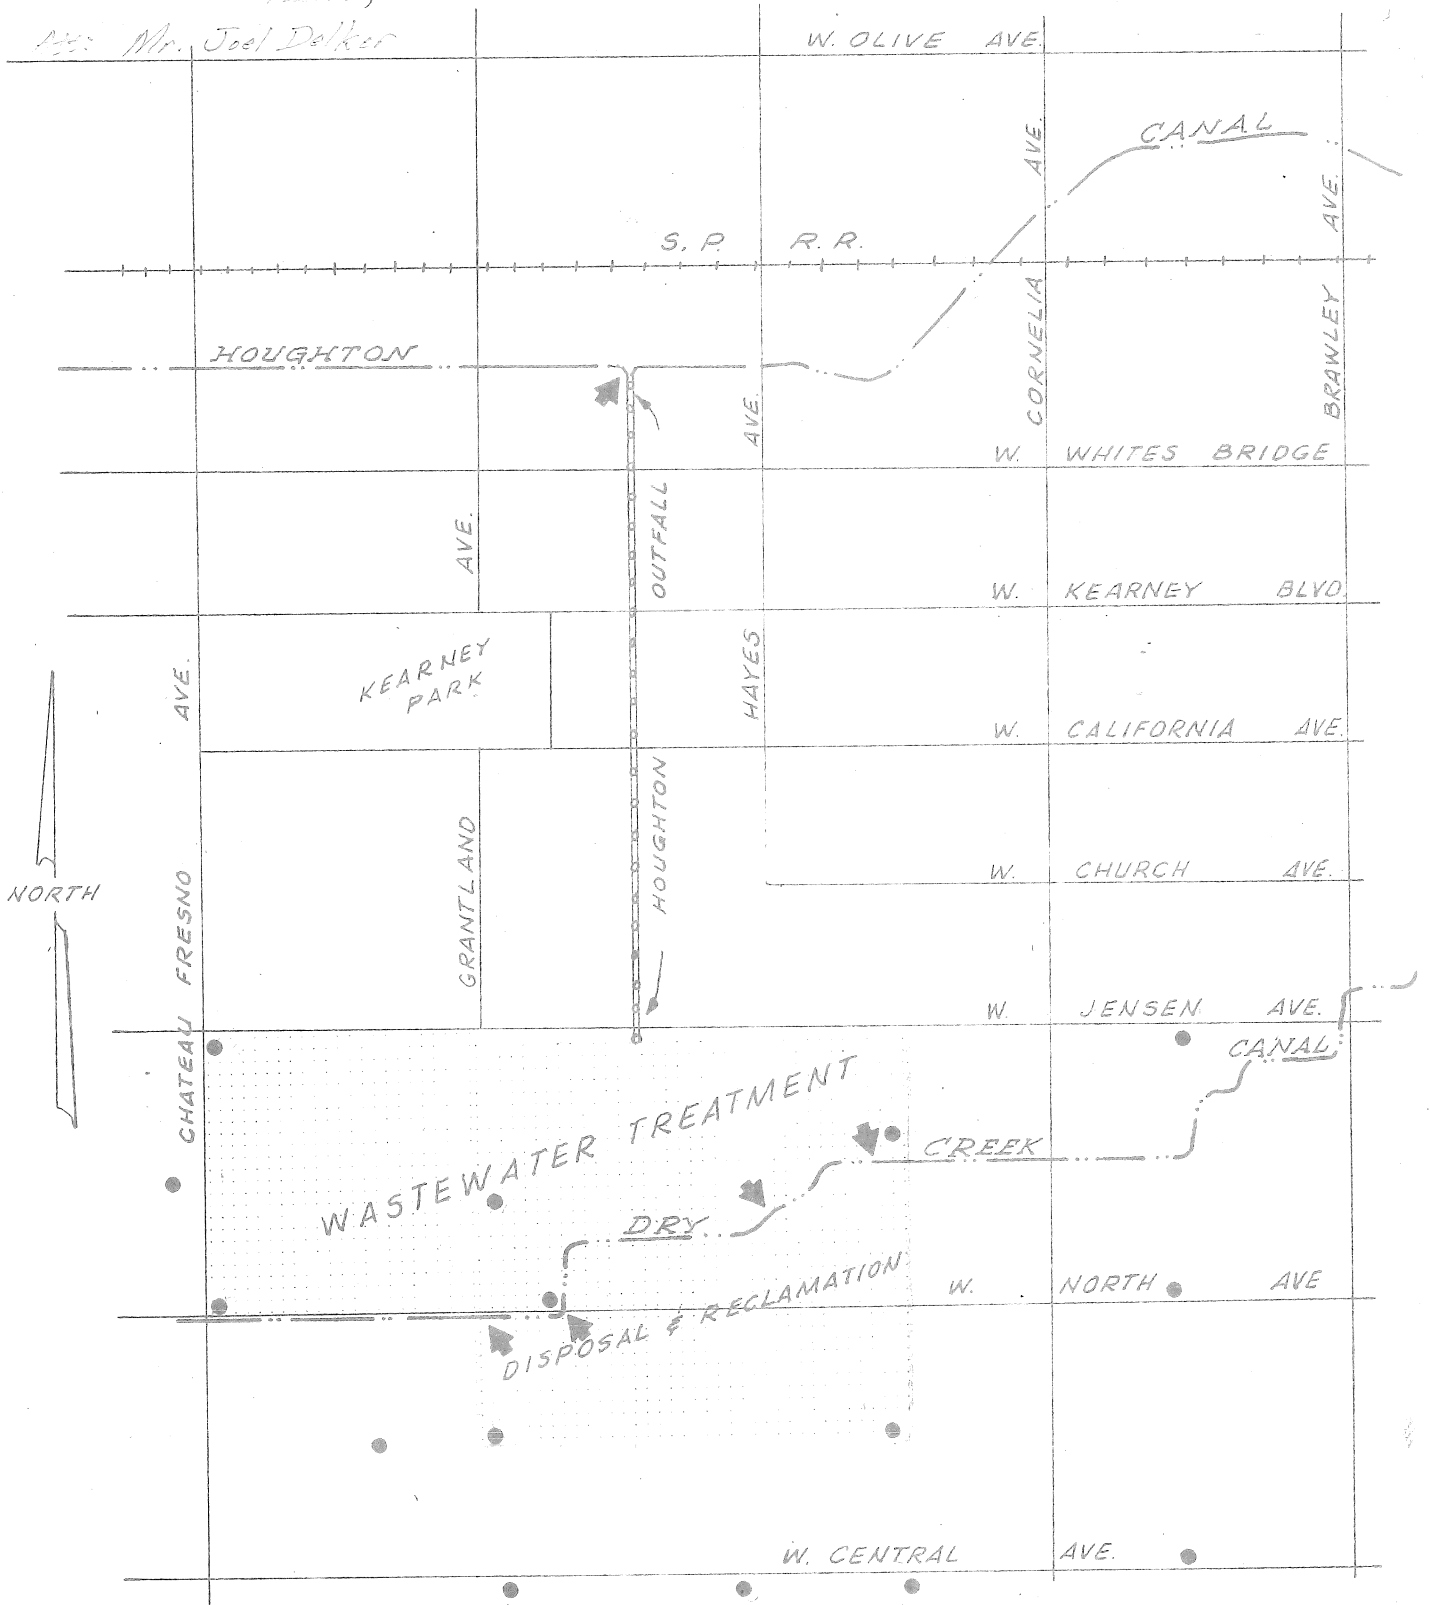 Mr. Joel Delker
W. OLIVE AVE.
CANAL
CORNELIA AVE.
BRAWLEY AVE.
S. P. R. R.
HOUGHTON
W. WHITES BRIDGE
HOUGHTON OUTFALL
HAYES AVE.
GRANTLAND AVE.
W. KEARNEY BLVD.
KEARNEY
PARK
CHATEAU FRESNO AVE.
W. CALIFORNIA AVE.
W. CHURCH AVE.
NORTH
W. JENSEN AVE.
CANAL
WASTEWATER TREATMENT
CREEK
DRY
DISPOSAL & RECLAMATION
W. NORTH AVE
W. CENTRAL AVE.